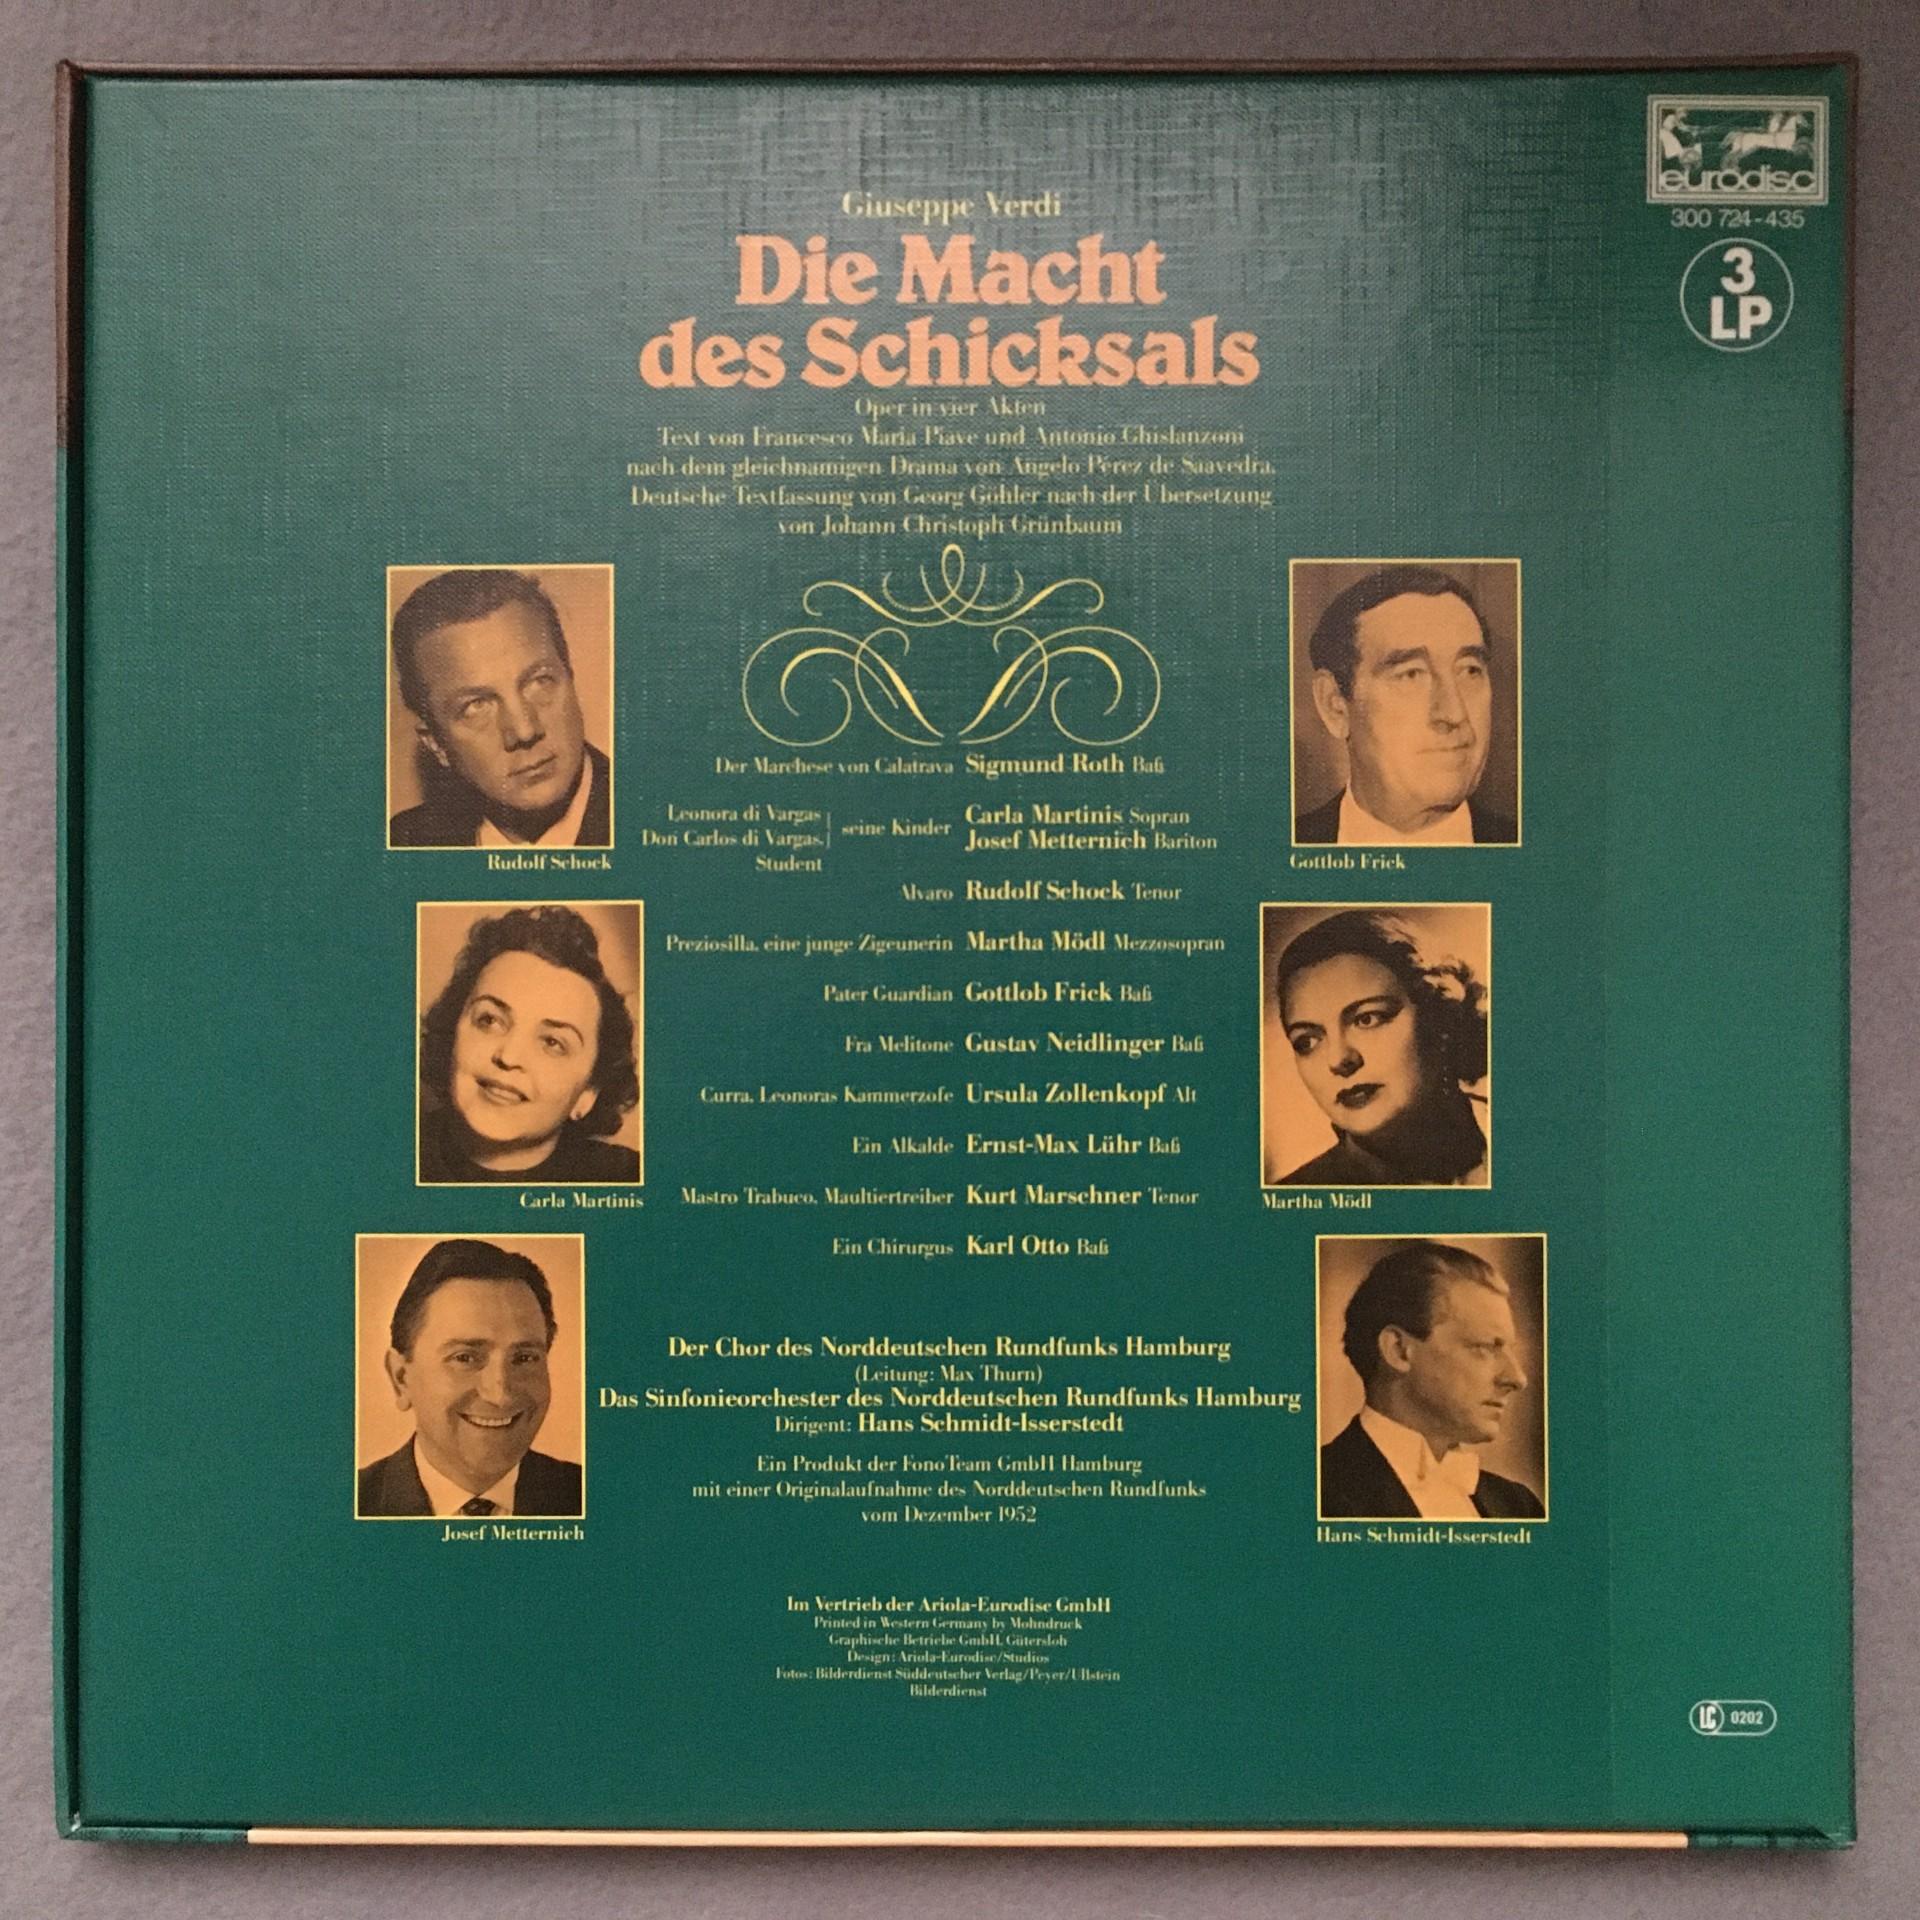 eurodisc
300 724-435
3
LP
Giuseppe Verdi
Die Macht
des Schicksals
Oper in vier Akten
Text von Francesco Maria Piave und Antonio Ghislanzoni
nach dem gleichnamigen Drama von Angelo Pérez de Saavedra.
Deutsche Textfassung von Georg Göhler nach der Übersetzung
von Johann Christoph Grünbaum
Der Marchese von Calatrava Sigmund Roth Baß
Leonora di Vargas
Don Carlos di Vargas,
Student
seine Kinder
Carla Martinis Sopran
Josef Metternich Bariton
Alvaro Rudolf Schock Tenor
Preziosilla, eine junge Zigeunerin Martha Mödl Mezzosopran
Pater Guardian Gottlob Frick Baß
Fra Melitone Gustav Neidlinger Baß
Curra, Leonoras Kammerzofe Ursula Zollenkopf Alt
Ein Alkalde Ernst-Max Lühr Baß
Mastro Trabuco, Maultiertreiber Kurt Marschner Tenor
Ein Chirurgus Karl Otto Baß
Rudolf Schock
Gottlob Frick
Carla Martinis
Martha Mödl
Josef Metternich
Hans Schmidt-Isserstedt
Der Chor des Norddeutschen Rundfunks Hamburg
(Leitung: Max Thurn)
Das Sinfonieorchester des Norddeutschen Rundfunks Hamburg
Dirigent: Hans Schmidt-Isserstedt
Ein Produkt der FonoTeam GmbH Hamburg
mit einer Originalaufnahme des Norddeutschen Rundfunks
vom Dezember 1952
Im Vertrieb der Ariola-Eurodisc GmbH
Printed in Western Germany by Mohndruck
Graphische Betriebe GmbH, Gütersloh
Design: Ariola-Eurodisc/Studios
Fotos: Bilderdienst Süddeutscher Verlag/Peyer/Ullstein
Bilderdienst
LC 0202